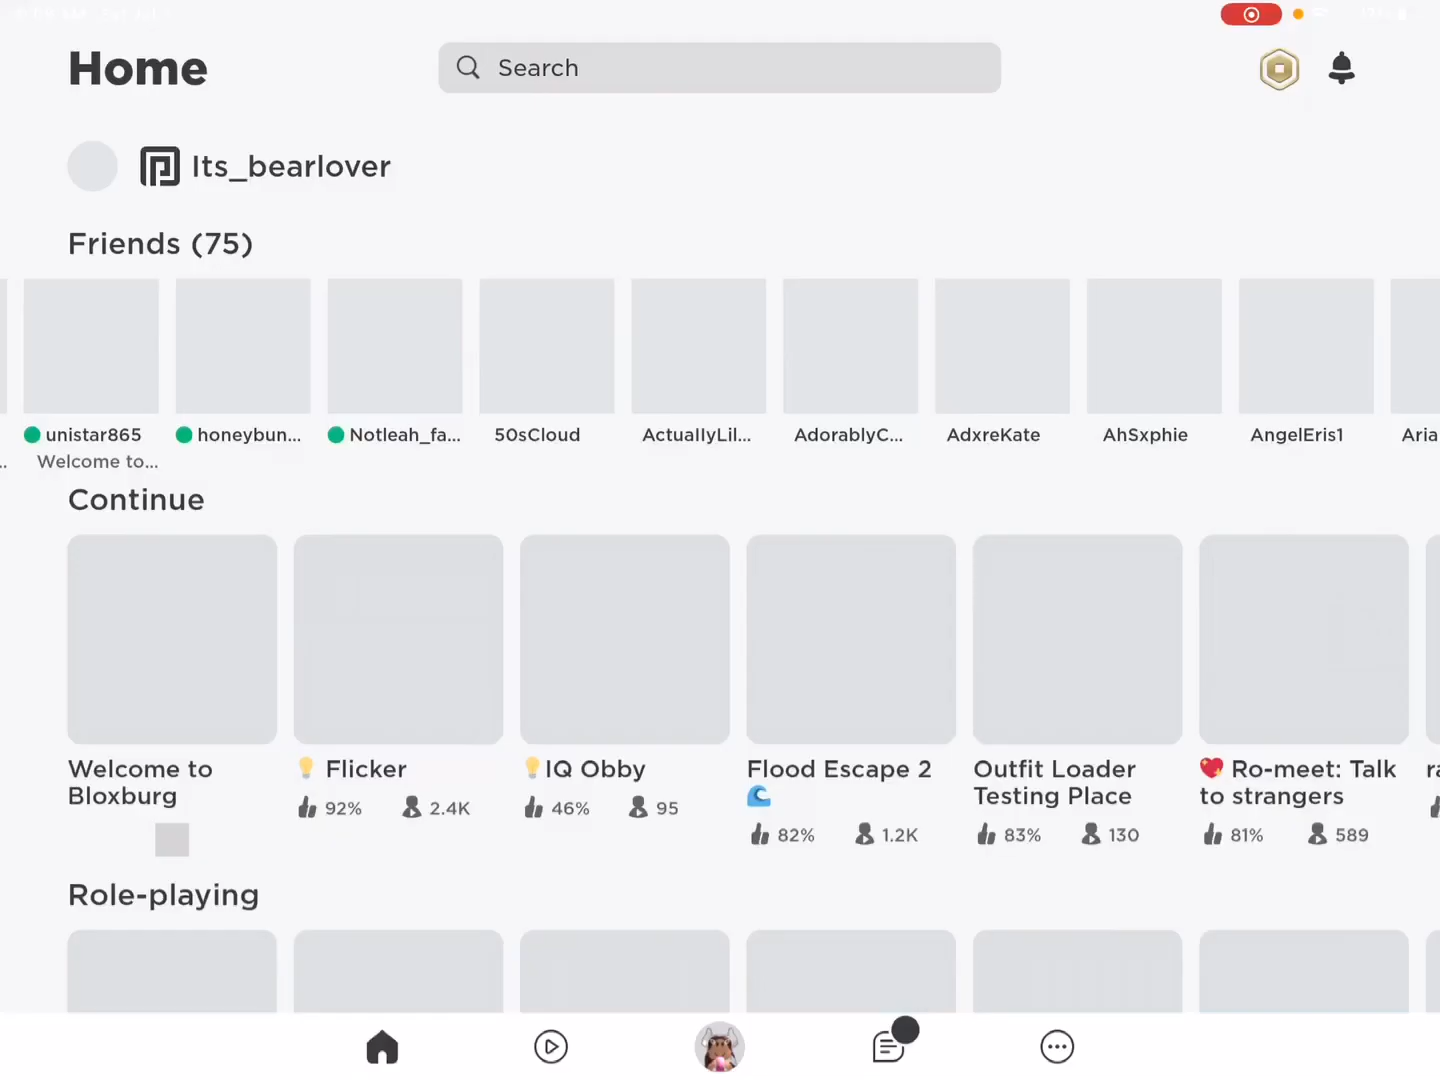 Home
Search
Its_bearlover
Friends (75)
unistar865
honeybun...
Notleah_fa...
50sCloud
ActuallyLil...
AdorablyC...
AdxreKate
AhSxphie
AngelEris1
Aria
Welcome to...
Continue
Welcome to
Bloxburg
Flicker
92% 2.4K
IQ Obby
46% 95
Flood Escape 2
82% 1.2K
Outfit Loader
Testing Place
83% 130
Ro-meet: Talk
to strangers
81% 589
ra
Role-playing